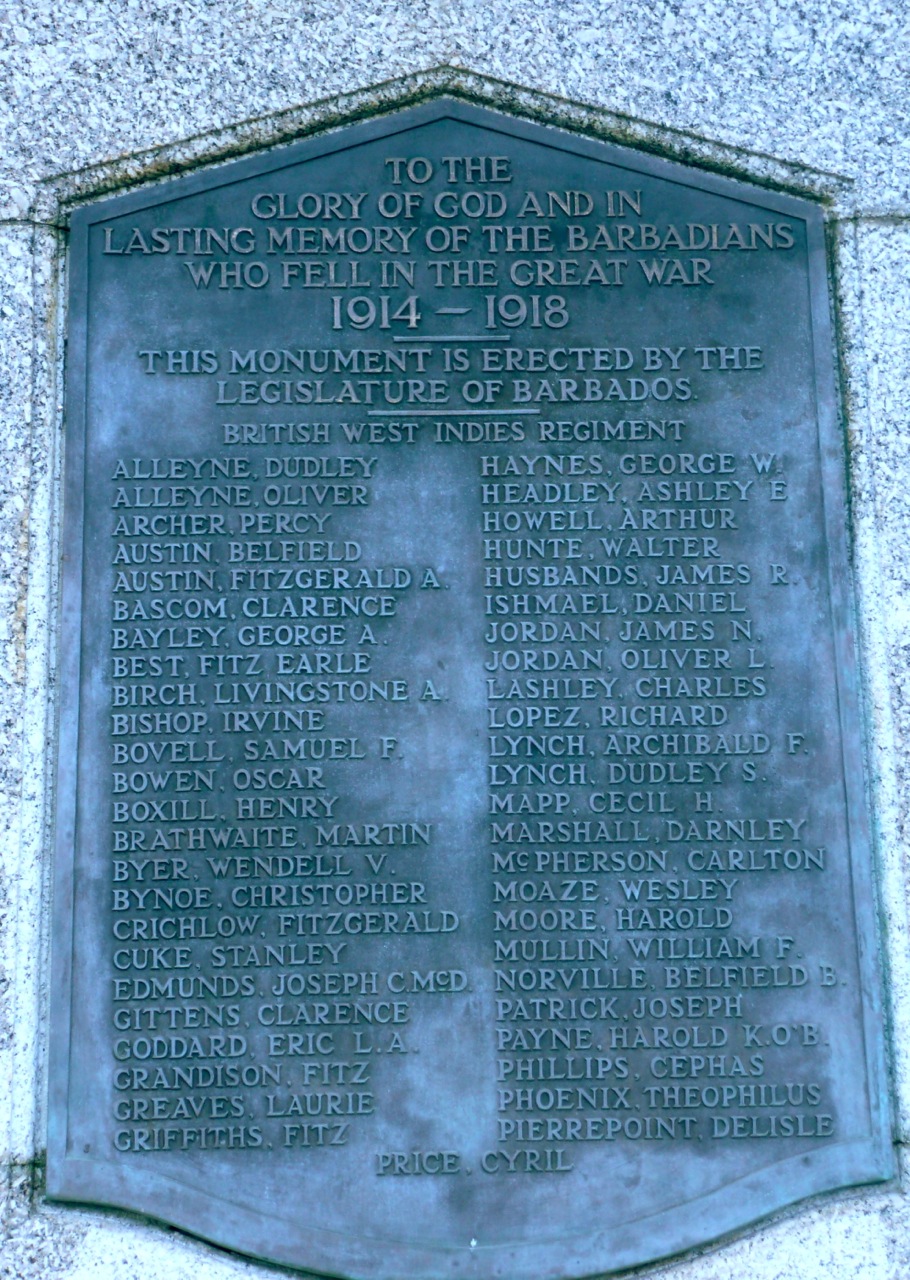 TO THE
GLORY OF GOD AND IN
LASTING MEMORY OF THE BARBADIANS
WHO FELL IN THE GREAT WAR
1914 – 1918
THIS MONUMENT IS ERECTED BY THE
LEGISLATURE OF BARBADOS.
BRITISH WEST INDIES REGIMENT
ALLEYNE, DUDLEY
ALLEYNE, OLIVER
ARCHER, PERCY
AUSTIN, BELFIELD
AUSTIN, FITZGERALD A.
BASCOM, CLARENCE
BAYLEY, GEORGE A.
BEST, FITZ EARLE
BIRCH, LIVINGSTONE A.
BISHOP, IRVINE
BOVELL, SAMUEL F.
BOWEN, OSCAR
BOXILL, HENRY
BRATHWAITE, MARTIN
BYER, WENDELL V.
BYNOE, CHRISTOPHER
CRICHLOW, FITZGERALD
CUKE, STANLEY
EDMUNDS, JOSEPH C. McD.
GITTENS, CLARENCE
GODDARD, ERIC L. A.
GRANDISON, FITZ
GREAVES, LAURIE
GRIFFITHS, FITZ
HAYNES, GEORGE W.
HEADLEY, ASHLEY E.
HOWELL, ARTHUR
HUNTE, WALTER
HUSBANDS, JAMES R.
ISHMAEL, DANIEL
JORDAN, JAMES N.
JORDAN, OLIVER L.
LASHLEY, CHARLES
LOPEZ, RICHARD
LYNCH, ARCHIBALD F.
LYNCH, DUDLEY S.
MAPP, CECIL H.
MARSHALL, DARNLEY
McPHERSON, CARLTON
MOAZE, WESLEY
MOORE, HAROLD
MULLIN, WILLIAM F.
NORVILLE, BELFIELD B.
PATRICK, JOSEPH
PAYNE, HAROLD K. O'B.
PHILLIPS, CEPHAS
PHOENIX, THEOPHILUS
PIERREPOINT, DELISLE
PRICE, CYRIL